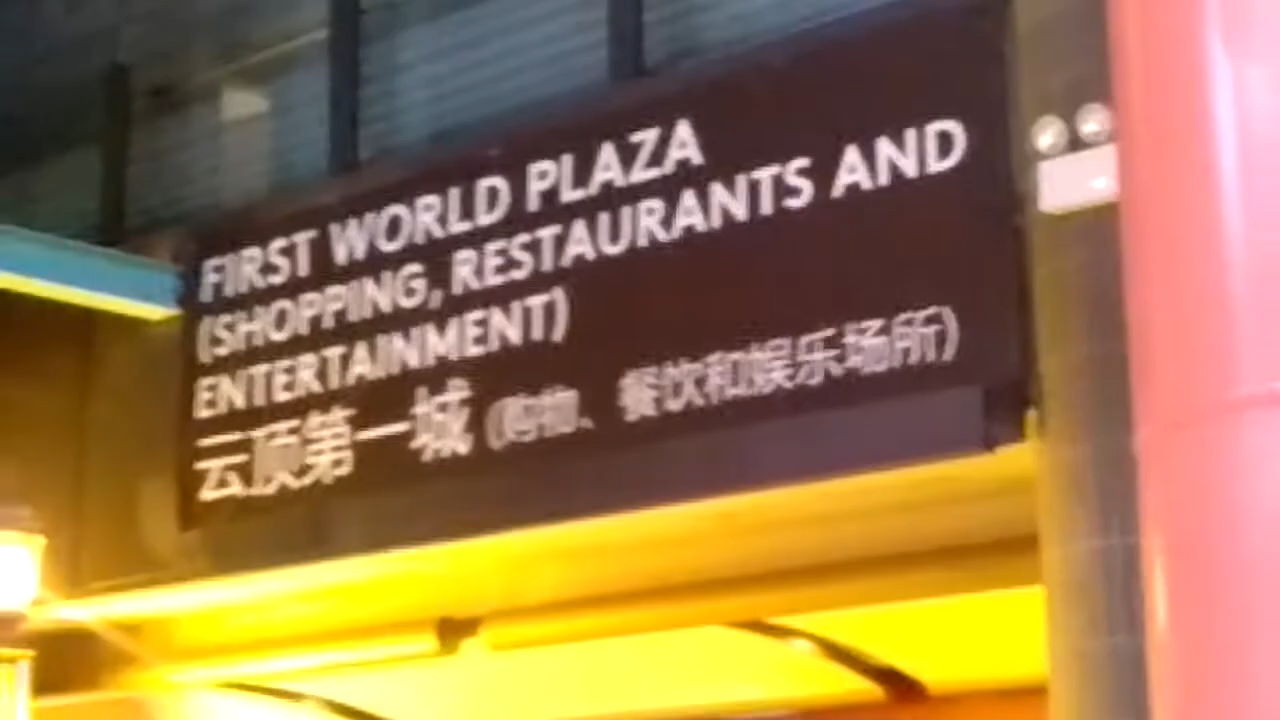 FIRST WORLD PLAZA
(SHOPPING, RESTAURANTS AND
ENTERTAINMENT)
云顶第一城 (购物、餐饮和娱乐场所)